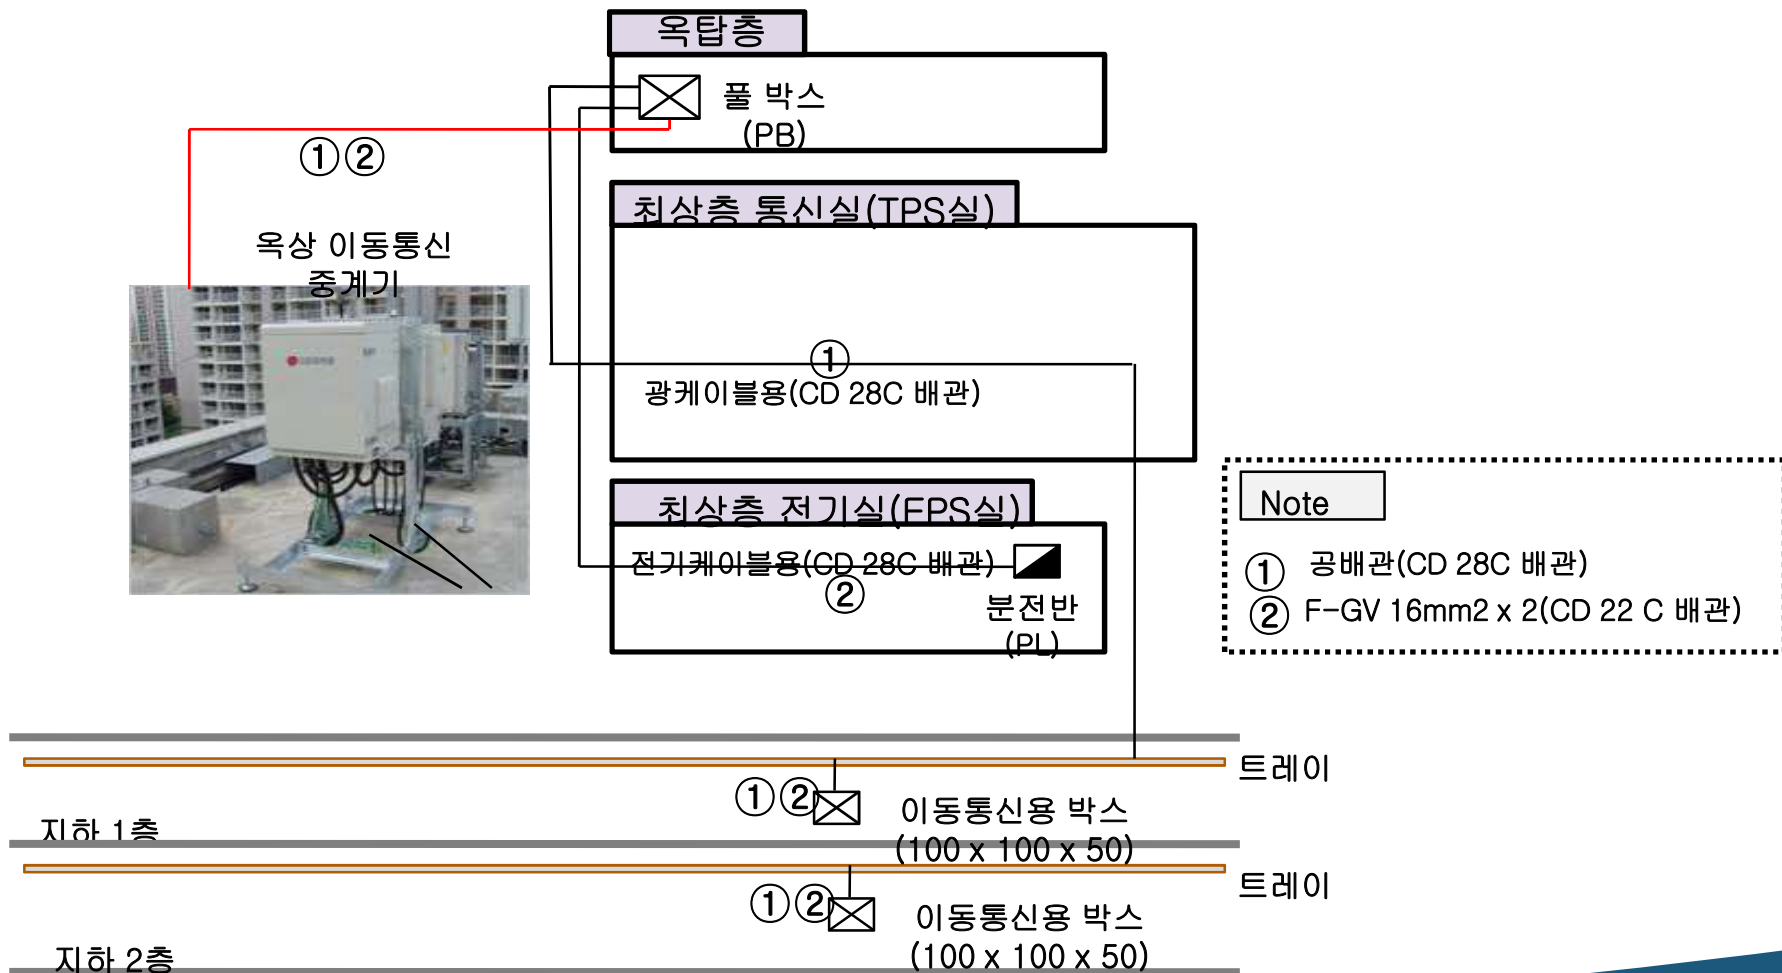 옥탑층
풀 박스
(PB)
①②
최상층 통신실(TPS실)
옥상 이동통신
중계기
①
광케이블용(CD 28C 배관)
최상층 전기실(EPS실)
전기케이블용(CD 28C 배관)
②
분전반
(PL)
Note
① 공배관(CD 28C 배관)
② F-GV 16mm2 x 2(CD 22 C 배관)
트레이
①②
이동통신용 박스
(100 x 100 x 50)
지하 1층
트레이
①②
이동통신용 박스
(100 x 100 x 50)
지하 2층